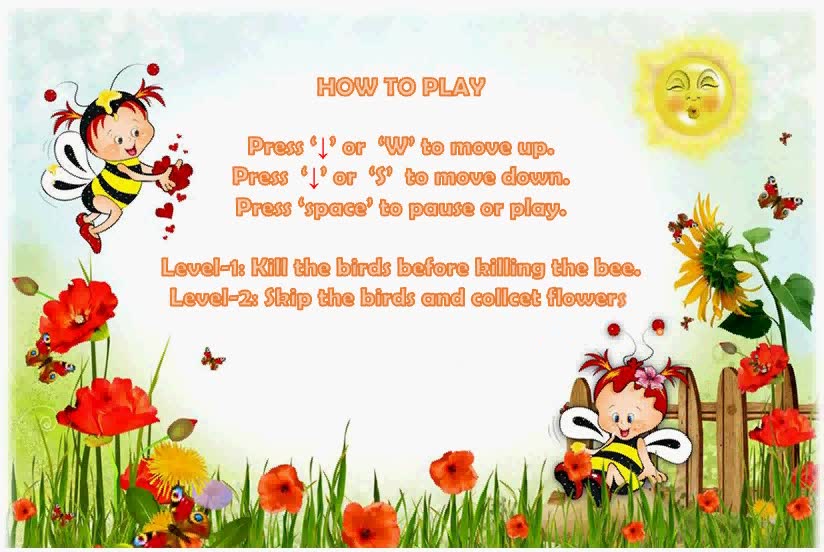 HOW TO PLAY
Press ‘↓’ or ‘W’ to move up.
Press ‘↓’ or ‘S’ to move down.
Press ‘space’ to pause or play.
Level-1: Kill the birds before killing the bee.
Level-2: Skip the birds and collcet flowers